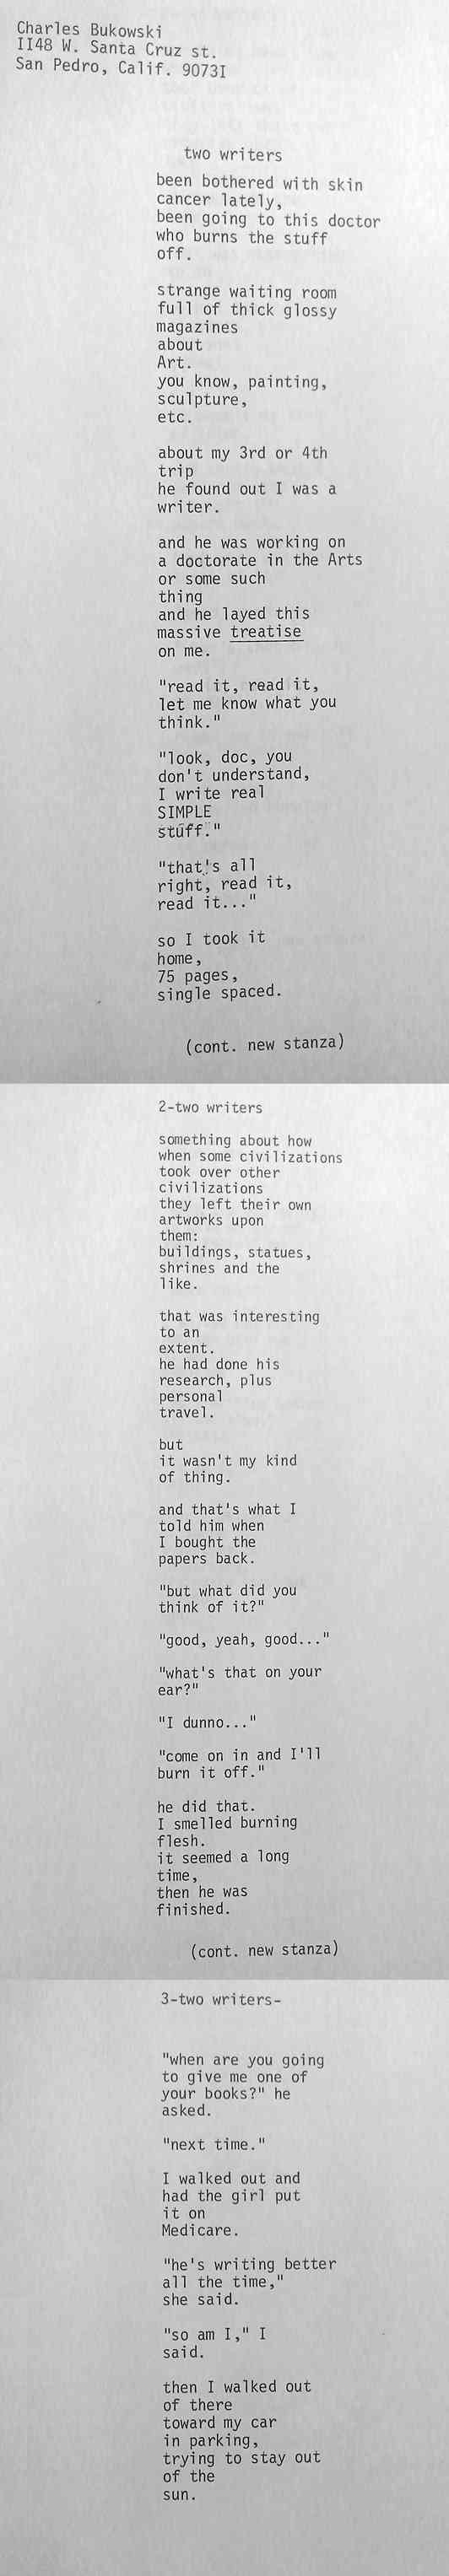 Charles Bukowski
II48 W. Santa Cruz st.
San Pedro, Calif. 9073I
two writers
been bothered with skin
cancer lately,
been going to this doctor
who burns the stuff
off.
strange waiting room
full of thick glossy
magazines
about
Art.
you know, painting,
sculpture,
etc.
about my 3rd or 4th
trip
he found out I was a
writer.
and he was working on
a doctorate in the Arts
or some such
thing
and he layed this
massive treatise
on me.
"read it, read it,
let me know what you
think."
"look, doc, you
don't understand,
I write real
SIMPLE
stuff."
"that's all
right, read it,
read it..."
so I took it
home,
75 pages,
single spaced.
(cont. new stanza)
2-two writers
something about how
when some civilizations
took over other
civilizations
they left their own
artworks upon
them:
buildings, statues,
shrines and the
like.
that was interesting
to an
extent.
he had done his
research, plus
personal
travel.
but
it wasn't my kind
of thing.
and that's what I
told him when
I bought the
papers back.
"but what did you
think of it?"
"good, yeah, good..."
"what's that on your
ear?"
"I dunno..."
"come on in and I'll
burn it off."
he did that.
I smelled burning
flesh.
it seemed a long
time,
then he was
finished.
(cont. new stanza)
3-two writers-
"when are you going
to give me one of
your books?" he
asked.
"next time."
I walked out and
had the girl put
it on
Medicare.
"he's writing better
all the time,"
she said.
"so am I," I
said.
then I walked out
of there
toward my car
in parking,
trying to stay out
of the
sun.